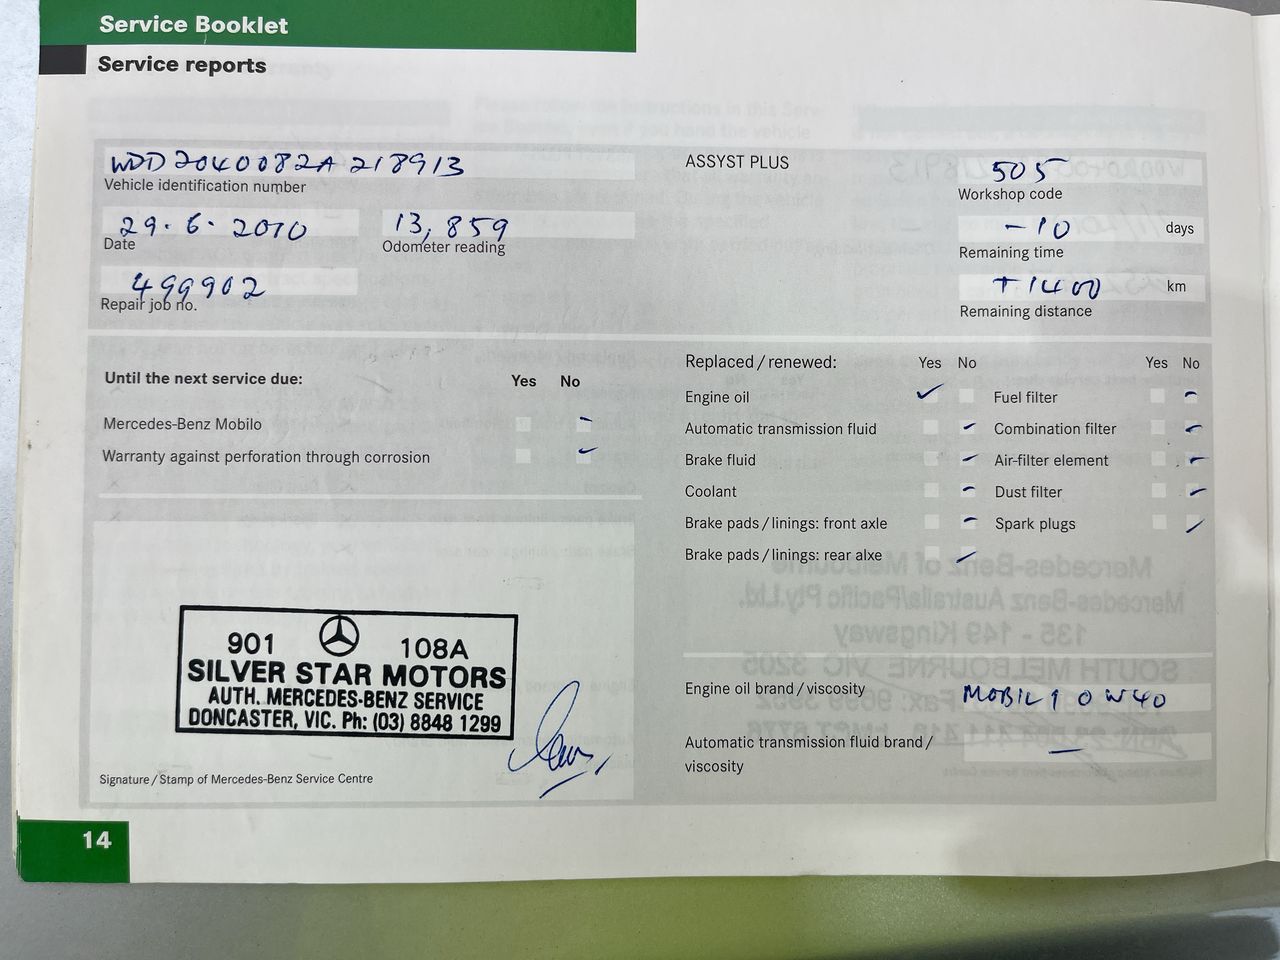 Service Booklet
Service reports
WDD2040082A218913
Vehicle identification number
29.6.2010
Date
13,859
Odometer reading
499902
Repair job no.
ASSYST PLUS
505
Workshop code
-10 days
Remaining time
+1400 km
Remaining distance
Until the next service due: Yes No
Mercedes-Benz Mobilo
Warranty against perforation through corrosion
Replaced / renewed: Yes No Yes No
Engine oil Fuel filter
Automatic transmission fluid Combination filter
Brake fluid Air-filter element
Coolant Dust filter
Brake pads / linings: front axle Spark plugs
Brake pads / linings: rear alxe
901 108A
SILVER STAR MOTORS
AUTH. MERCEDES-BENZ SERVICE
DONCASTER, VIC. Ph: (03) 8848 1299
Signature / Stamp of Mercedes-Benz Service Centre
Engine oil brand / viscosity MOBIL 1 0W40
Automatic transmission fluid brand / —
viscosity
14